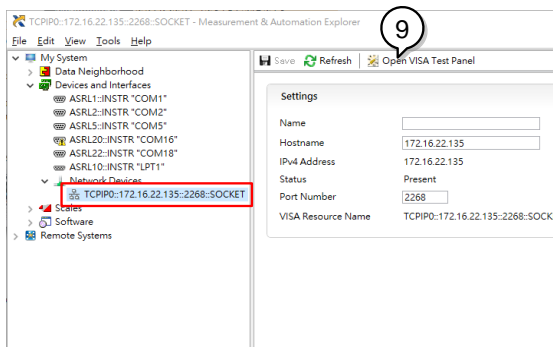 TCPIP0::172.16.22.135::2268::SOCKET - Measurement & Automation Explorer
9
File Edit View Tools Help
My System
Data Neighborhood
Devices and Interfaces
ASRL1::INSTR "COM1"
ASRL2::INSTR "COM2"
ASRL5::INSTR "COM5"
ASRL20::INSTR "COM16"
ASRL22::INSTR "COM18"
ASRL10::INSTR "LPT1"
Network Devices
TCPIP0::172.16.22.135::2268::SOCKET
Scales
Software
Remote Systems
Save Refresh Open VISA Test Panel
Settings
Name
Hostname 172.16.22.135
IPv4 Address 172.16.22.135
Status Present
Port Number 2268
VISA Resource Name TCPIP0::172.16.22.135::2268::SOCK